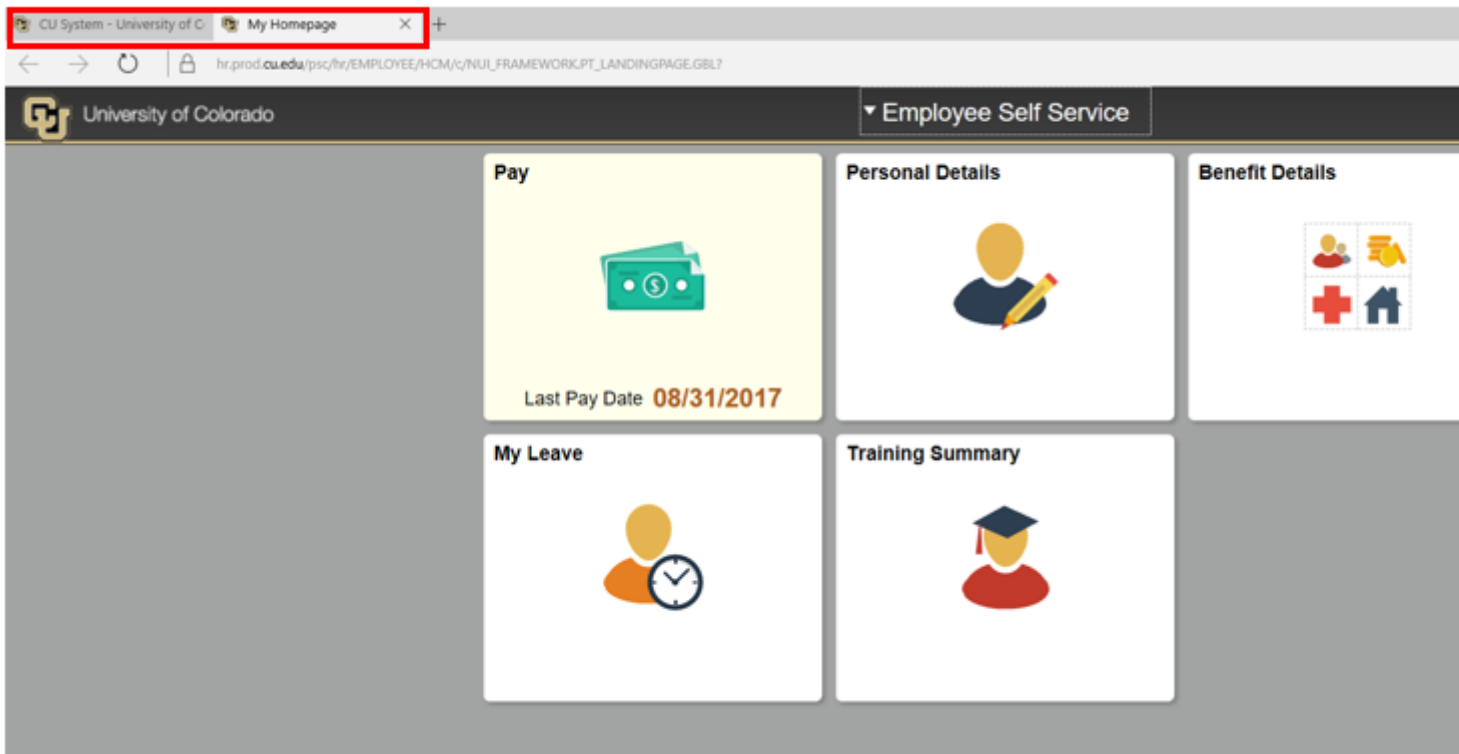 CU System - University of C
My Homepage
hr.prod.cu.edu/psc/hr/EMPLOYEE/HCM/c/NUI_FRAMEWORK.PT_LANDINGPAGE.GBL?
University of Colorado
Employee Self Service
Pay
Personal Details
Benefit Details
Last Pay Date 08/31/2017
My Leave
Training Summary